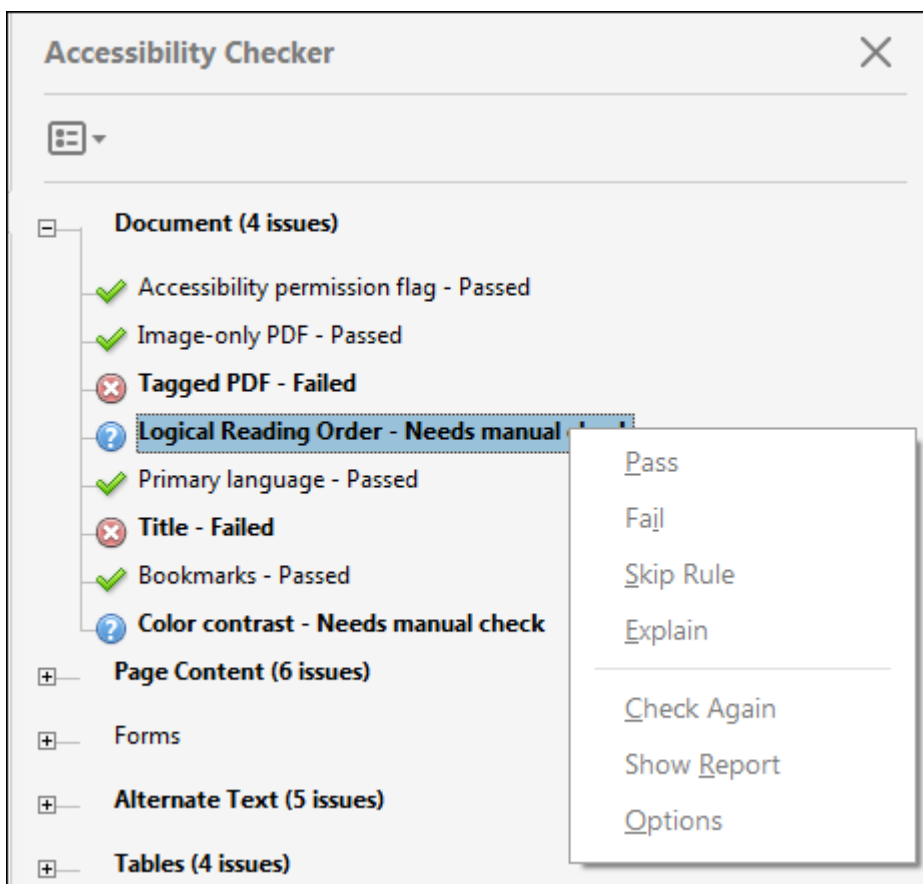 Accessibility Checker
Document (4 issues)
Accessibility permission flag - Passed
Image-only PDF - Passed
Tagged PDF - Failed
Logical Reading Order - Needs manual
Primary language - Passed
Title - Failed
Bookmarks - Passed
Color contrast - Needs manual check
Page Content (6 issues)
Forms
Alternate Text (5 issues)
Tables (4 issues)
Pass
Fail
Skip Rule
Explain
Check Again
Show Report
Options